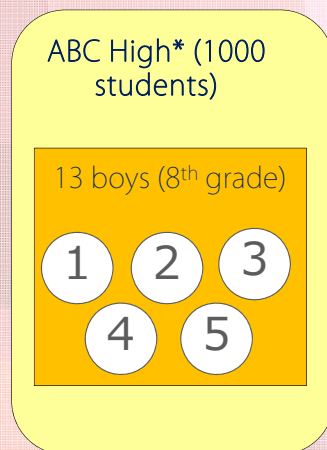 ABC High* (1000
students)
13 boys (8th grade)
1 2 3
4 5